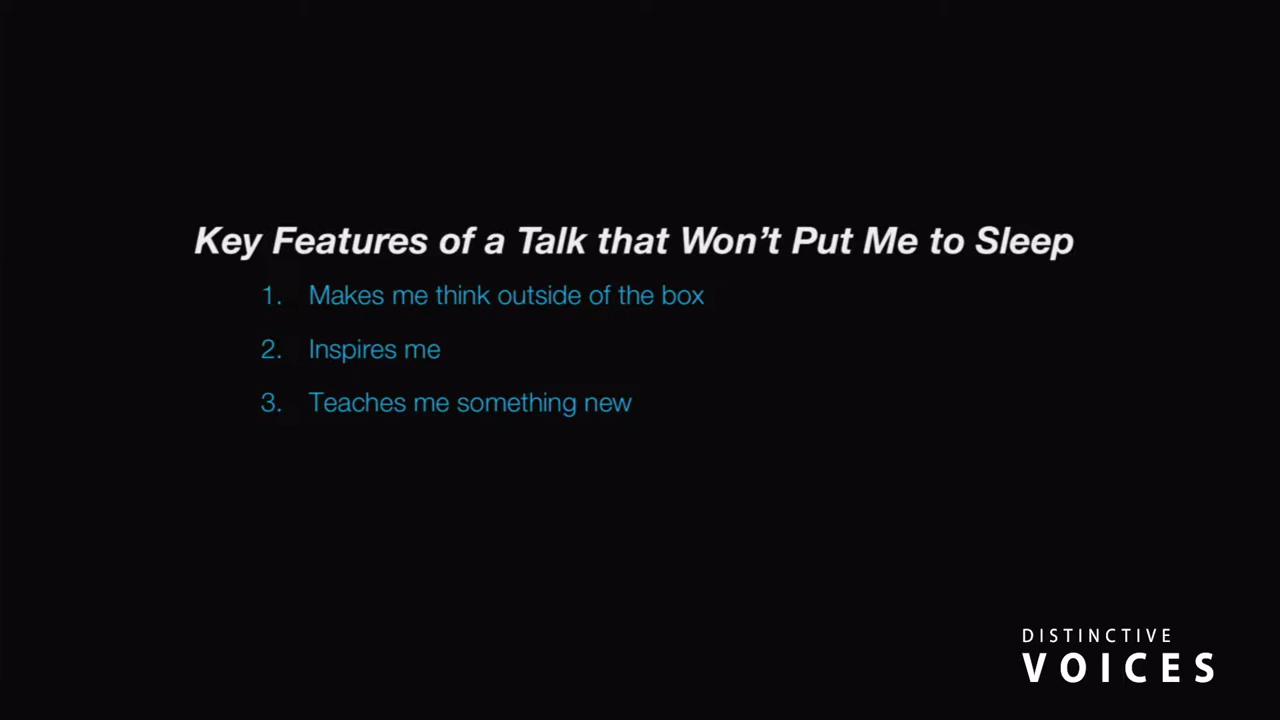 Key Features of a Talk that Won't Put Me to Sleep
1. Makes me think outside of the box
2. Inspires me
3. Teaches me something new
DISTINCTIVE
VOICES